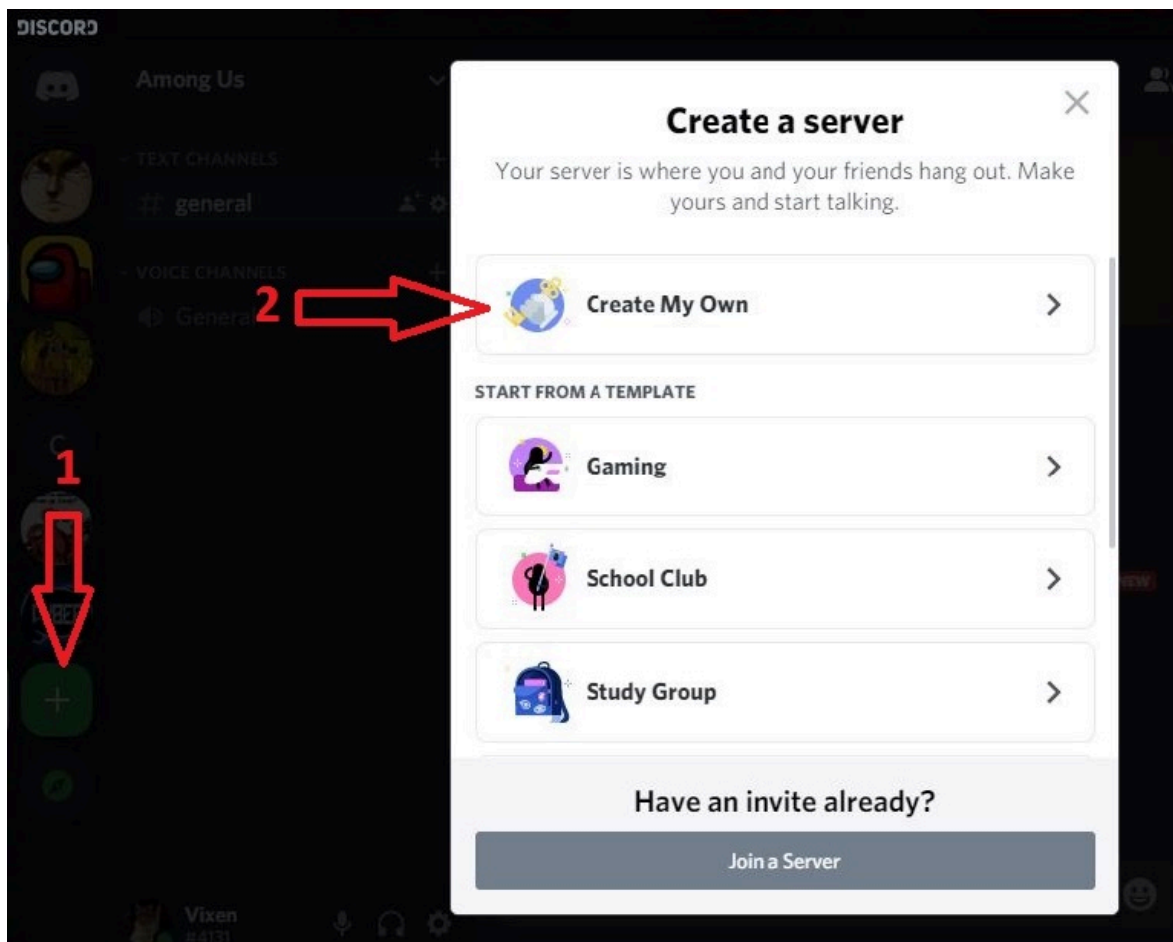 DISCORD
Among Us
TEXT CHANNELS
general
VOICE CHANNELS
General
2
1
Create a server
Your server is where you and your friends hang out. Make
yours and start talking.
Create My Own
START FROM A TEMPLATE
Gaming
School Club
Study Group
Have an invite already?
Join a Server
NEW
C
Vixen
#4131